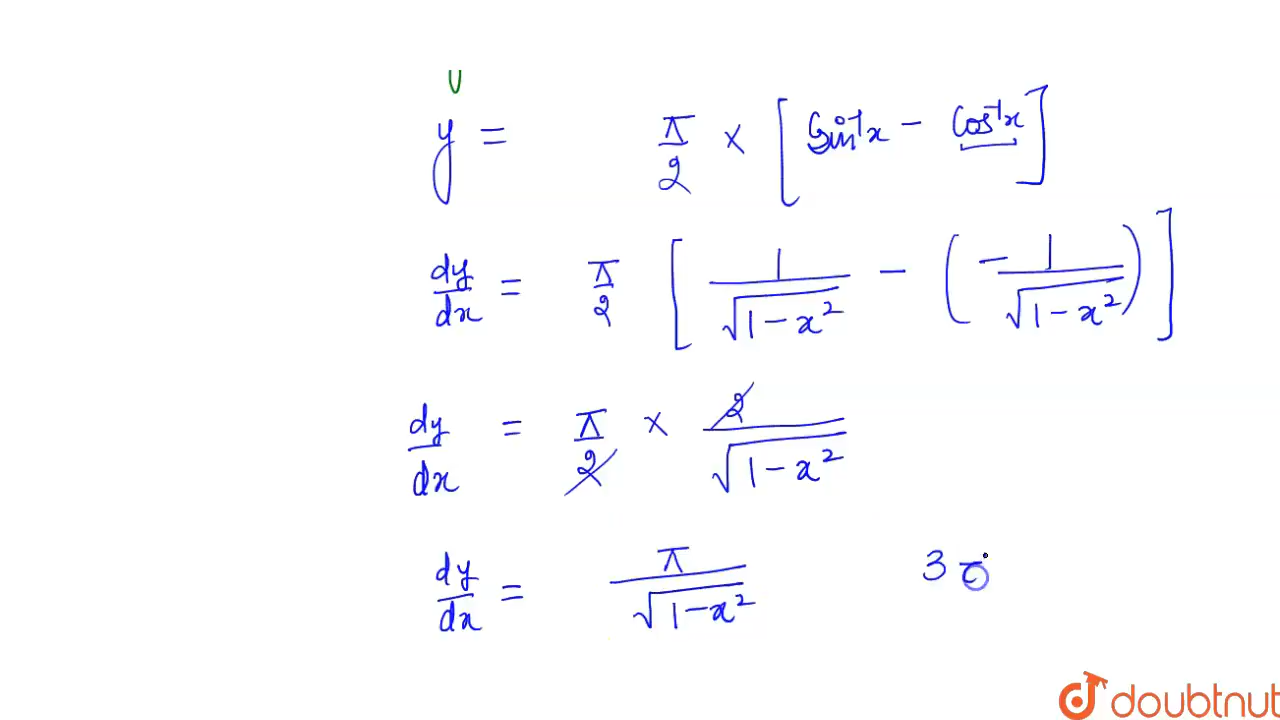 y = π/2 × [sin⁻¹x − cos⁻¹x]
dy/dx = π/2 [1/√(1−x²) − (−1/√(1−x²))]
dy/dx = π/2 × 2/√(1−x²)
dy/dx = π/√(1−x²) 3
doubtnut